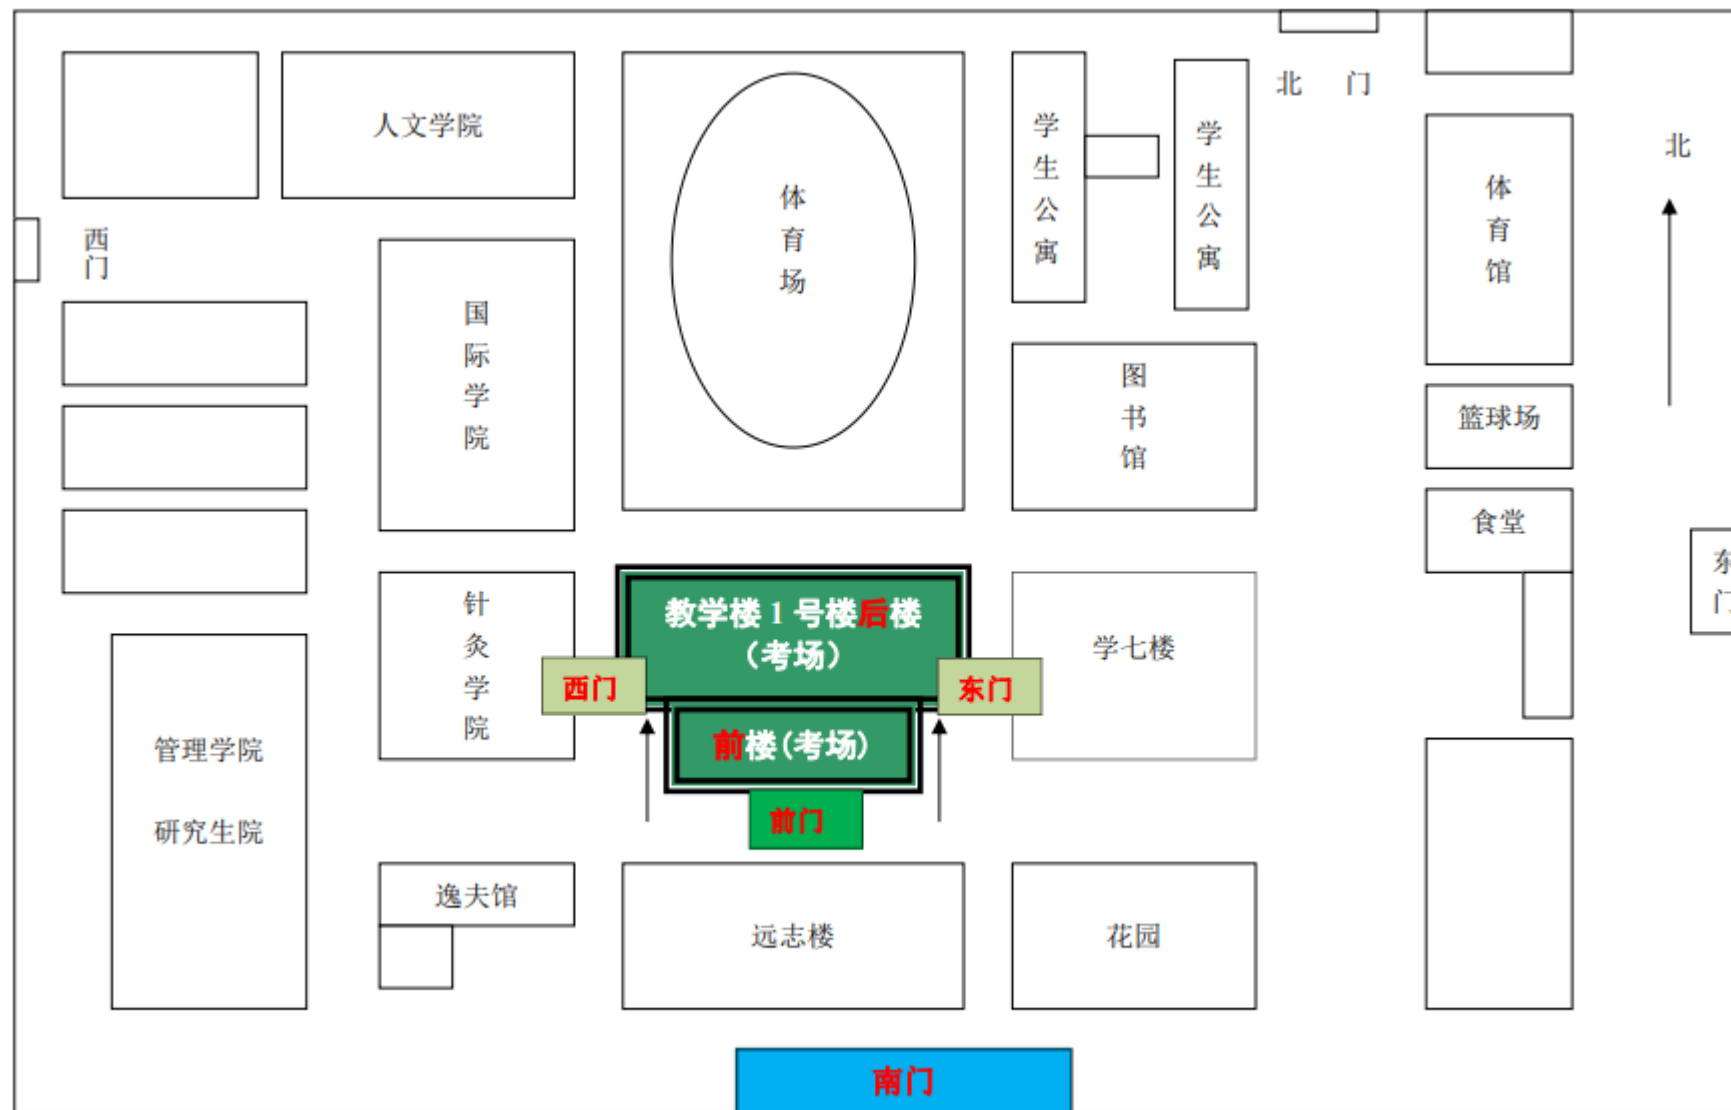 北 门
人文学院
学生公寓
学生公寓
北
体育场
体育馆
西门
国际学院
图书馆
篮球场
食堂
东门
针灸学院
教学楼 1 号楼后楼
（考场）
学七楼
西门
东门
前楼（考场）
管理学院
研究生院
前门
逸夫馆
远志楼
花园
南门